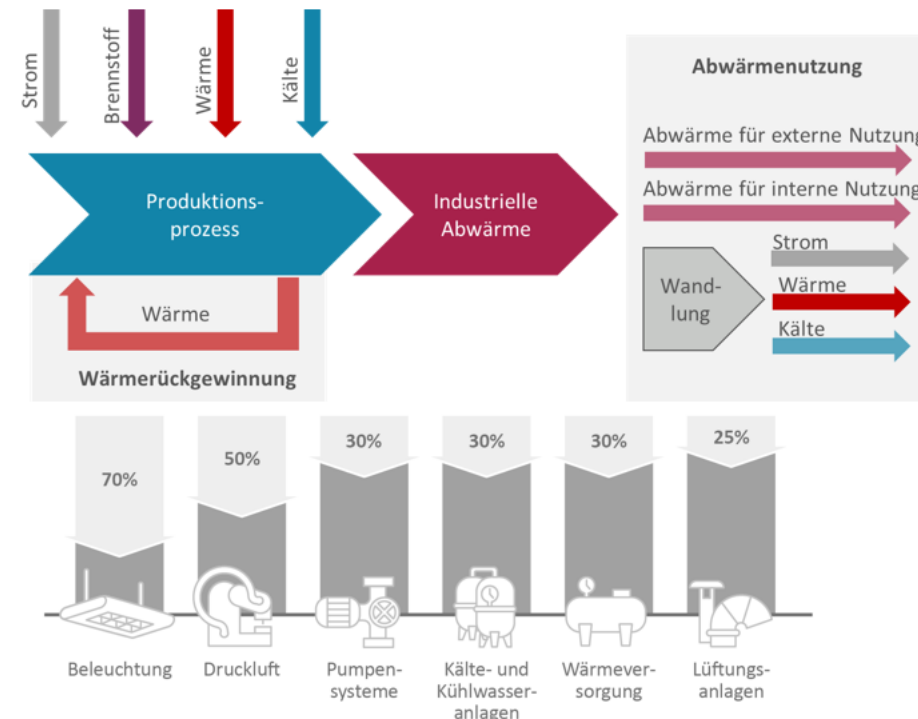 Strom
Brennstoff
Wärme
Kälte
Abwärmenutzung
Produktions-
prozess
Industrielle
Abwärme
Abwärme für externe Nutzung
Abwärme für interne Nutzung
Wand-
lung
Strom
Wärme
Kälte
Wärme
Wärmerückgewinnung
70%
50%
30%
30%
30%
25%
Beleuchtung
Druckluft
Pumpen-
systeme
Kälte- und
Kühlwasser-
anlagen
Wärmever-
sorgung
Lüftungs-
anlagen